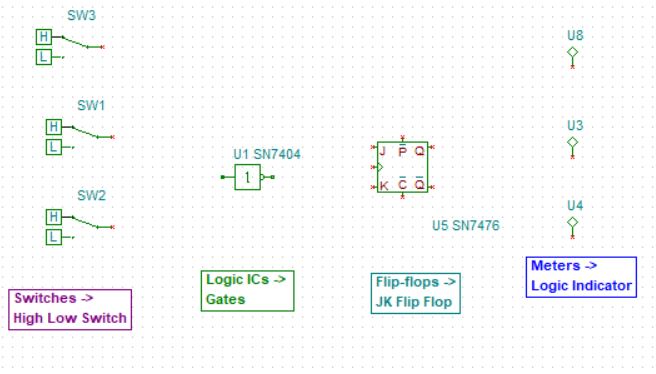 SW3
H
L
U8
SW1
H
L
U1 SN7404
1
J P̅ Q
K C̅ Q̅
U3
SW2
H
L
U5 SN7476
U4
Switches ->
High Low Switch
Logic ICs ->
Gates
Flip-flops ->
JK Flip Flop
Meters ->
Logic Indicator